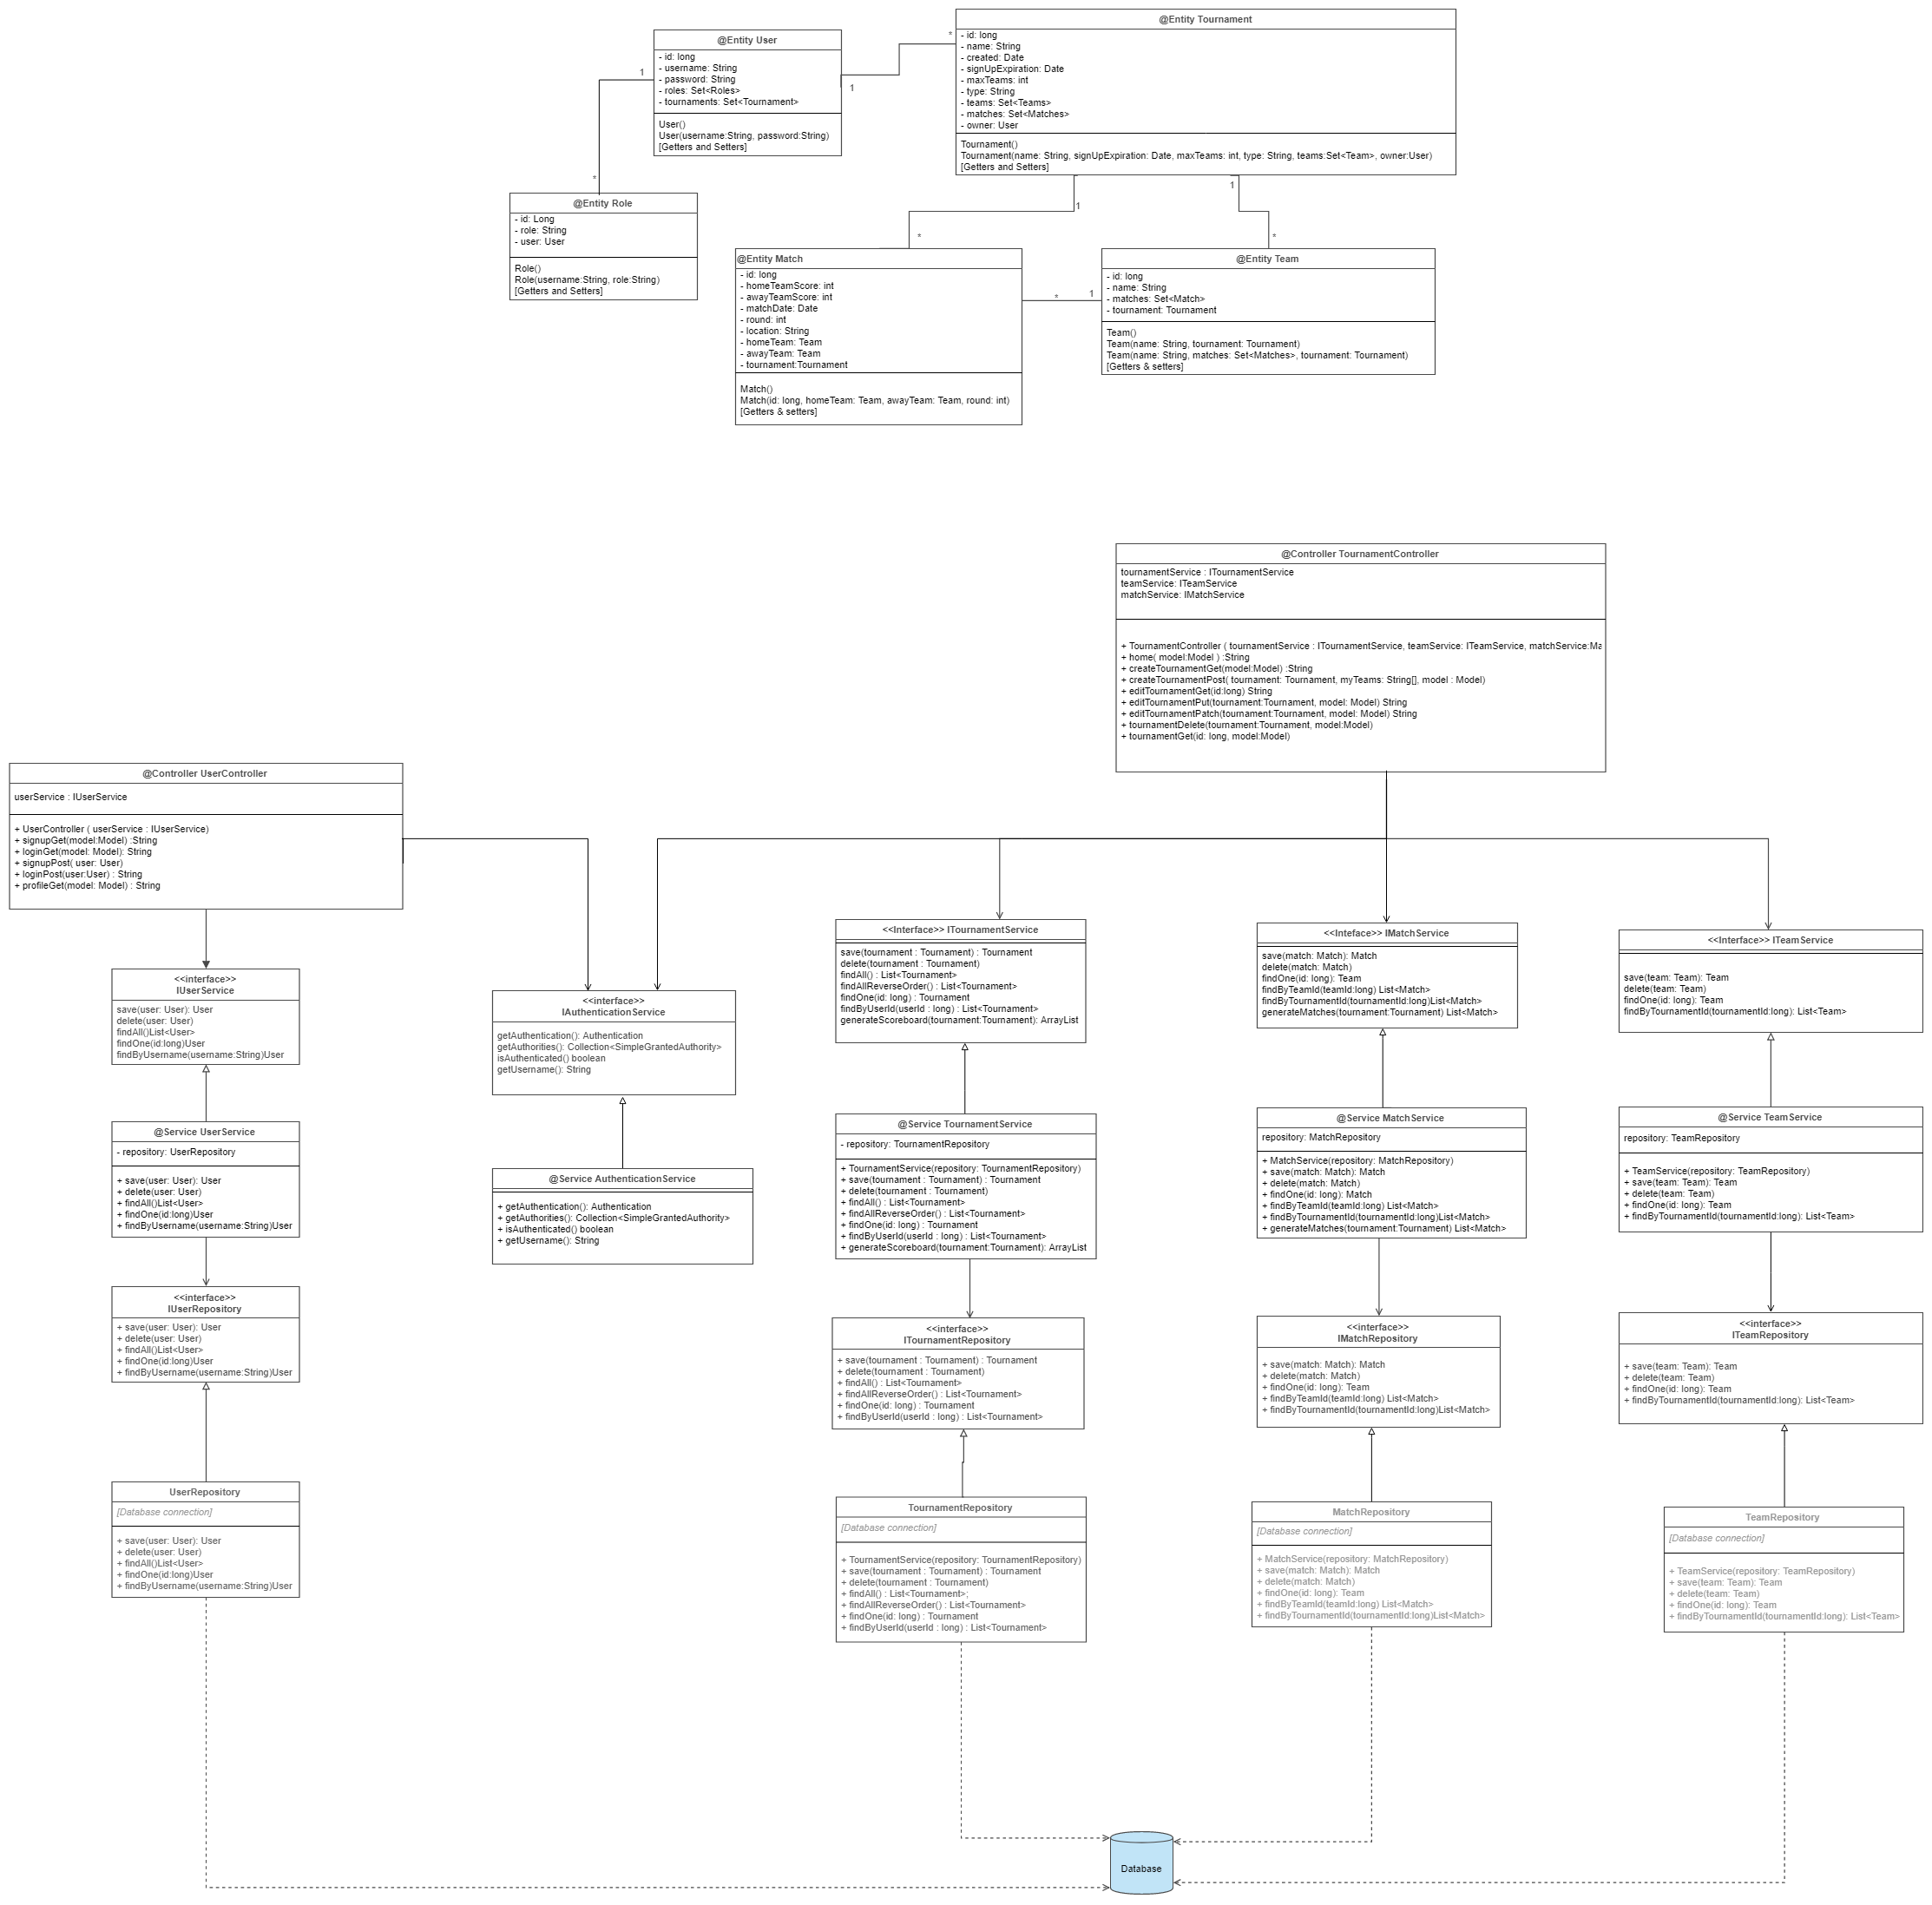 @Entity User
- id: long
- username: String
- password: String
- roles: Set<Roles>
- tournaments: Set<Tournament>
User()
User(username:String, password:String)
[Getters and Setters]
1
*
1
*
@Entity Tournament
- id: long
- name: String
- created: Date
- signUpExpiration: Date
- maxTeams: int
- type: String
- teams: Set<Teams>
- matches: Set<Matches>
- owner: User
Tournament()
Tournament(name: String, signUpExpiration: Date, maxTeams: int, type: String, teams:Set<Team>, owner:User)
[Getters and Setters]
1
*
1
*
@Entity Role
- id: Long
- role: String
- user: User
Role()
Role(username:String, role:String)
[Getters and Setters]
@Entity Match
- id: long
- homeTeamScore: int
- awayTeamScore: int
- matchDate: Date
- round: int
- location: String
- homeTeam: Team
- awayTeam: Team
- tournament:Tournament
Match()
Match(id: long, homeTeam: Team, awayTeam: Team, round: int)
[Getters & setters]
*
1
@Entity Team
- id: long
- name: String
- matches: Set<Match>
- tournament: Tournament
Team()
Team(name: String, tournament: Tournament)
Team(name: String, matches: Set<Matches>, tournament: Tournament)
[Getters & setters]
@Controller TournamentController
tournamentService : ITournamentService
teamService: ITeamService
matchService: IMatchService
+ TournamentController ( tournamentService : ITournamentService, teamService: ITeamService, matchService:Ma
+ home( model:Model ) :String
+ createTournamentGet(model:Model) :String
+ createTournamentPost( tournament: Tournament, myTeams: String[], model : Model)
+ editTournamentGet(id:long) String
+ editTournamentPut(tournament:Tournament, model: Model) String
+ editTournamentPatch(tournament:Tournament, model: Model) String
+ tournamentDelete(tournament:Tournament, model:Model)
+ tournamentGet(id: long, model:Model)
@Controller UserController
userService : IUserService
+ UserController ( userService : IUserService)
+ signupGet(model:Model) :String
+ loginGet(model: Model): String
+ signupPost( user: User)
+ loginPost(user:User) : String
+ profileGet(model: Model) : String
<<interface>>
IUserService
save(user: User): User
delete(user: User)
findAll()List<User>
findOne(id:long)User
findByUsername(username:String)User
<<interface>>
IAuthenticationService
getAuthentication(): Authentication
getAuthorities(): Collection<SimpleGrantedAuthority>
isAuthenticated() boolean
getUsername(): String
<<Interface>> ITournamentService
save(tournament : Tournament) : Tournament
delete(tournament : Tournament)
findAll() : List<Tournament>
findAllReverseOrder() : List<Tournament>
findOne(id: long) : Tournament
findByUserId(userId : long) : List<Tournament>
generateScoreboard(tournament:Tournament): ArrayList
<<Inteface>> IMatchService
save(match: Match): Match
delete(match: Match)
findOne(id: long): Team
findByTeamId(teamId:long) List<Match>
findByTournamentId(tournamentId:long)List<Match>
generateMatches(tournament:Tournament) List<Match>
<<Interface>> ITeamService
save(team: Team): Team
delete(team: Team)
findOne(id: long): Team
findByTournamentId(tournamentId:long): List<Team>
@Service UserService
- repository: UserRepository
+ save(user: User): User
+ delete(user: User)
+ findAll()List<User>
+ findOne(id:long)User
+ findByUsername(username:String)User
@Service AuthenticationService
+ getAuthentication(): Authentication
+ getAuthorities(): Collection<SimpleGrantedAuthority>
+ isAuthenticated() boolean
+ getUsername(): String
@Service TournamentService
- repository: TournamentRepository
+ TournamentService(repository: TournamentRepository)
+ save(tournament : Tournament) : Tournament
+ delete(tournament : Tournament)
+ findAll() : List<Tournament>
+ findAllReverseOrder() : List<Tournament>
+ findOne(id: long) : Tournament
+ findByUserId(userId : long) : List<Tournament>
+ generateScoreboard(tournament:Tournament): ArrayList
@Service MatchService
repository: MatchRepository
+ MatchService(repository: MatchRepository)
+ save(match: Match): Match
+ delete(match: Match)
+ findOne(id: long): Match
+ findByTeamId(teamId:long) List<Match>
+ findByTournamentId(tournamentId:long)List<Match>
+ generateMatches(tournament:Tournament) List<Match>
@Service TeamService
repository: TeamRepository
+ TeamService(repository: TeamRepository)
+ save(team: Team): Team
+ delete(team: Team)
+ findOne(id: long): Team
+ findByTournamentId(tournamentId:long): List<Team>
<<interface>>
IUserRepository
+ save(user: User): User
+ delete(user: User)
+ findAll()List<User>
+ findOne(id:long)User
+ findByUsername(username:String)User
<<interface>>
ITournamentRepository
+ save(tournament : Tournament) : Tournament
+ delete(tournament : Tournament)
+ findAll() : List<Tournament>
+ findAllReverseOrder() : List<Tournament>
+ findOne(id: long) : Tournament
+ findByUserId(userId : long) : List<Tournament>
<<interface>>
IMatchRepository
+ save(match: Match): Match
+ delete(match: Match)
+ findOne(id: long): Team
+ findByTeamId(teamId:long) List<Match>
+ findByTournamentId(tournamentId:long)List<Match>
<<interface>>
ITeamRepository
+ save(team: Team): Team
+ delete(team: Team)
+ findOne(id: long): Team
+ findByTournamentId(tournamentId:long): List<Team>
UserRepository
[Database connection]
+ save(user: User): User
+ delete(user: User)
+ findAll()List<User>
+ findOne(id:long)User
+ findByUsername(username:String)User
TournamentRepository
[Database connection]
+ TournamentService(repository: TournamentRepository)
+ save(tournament : Tournament) : Tournament
+ delete(tournament : Tournament)
+ findAll() : List<Tournament>;
+ findAllReverseOrder() : List<Tournament>
+ findOne(id: long) : Tournament
+ findByUserId(userId : long) : List<Tournament>
MatchRepository
[Database connection]
+ MatchService(repository: MatchRepository)
+ save(match: Match): Match
+ delete(match: Match)
+ findOne(id: long): Team
+ findByTeamId(teamId:long) List<Match>
+ findByTournamentId(tournamentId:long)List<Match>
TeamRepository
[Database connection]
+ TeamService(repository: TeamRepository)
+ save(team: Team): Team
+ delete(team: Team)
+ findOne(id: long): Team
+ findByTournamentId(tournamentId:long): List<Team>
Database